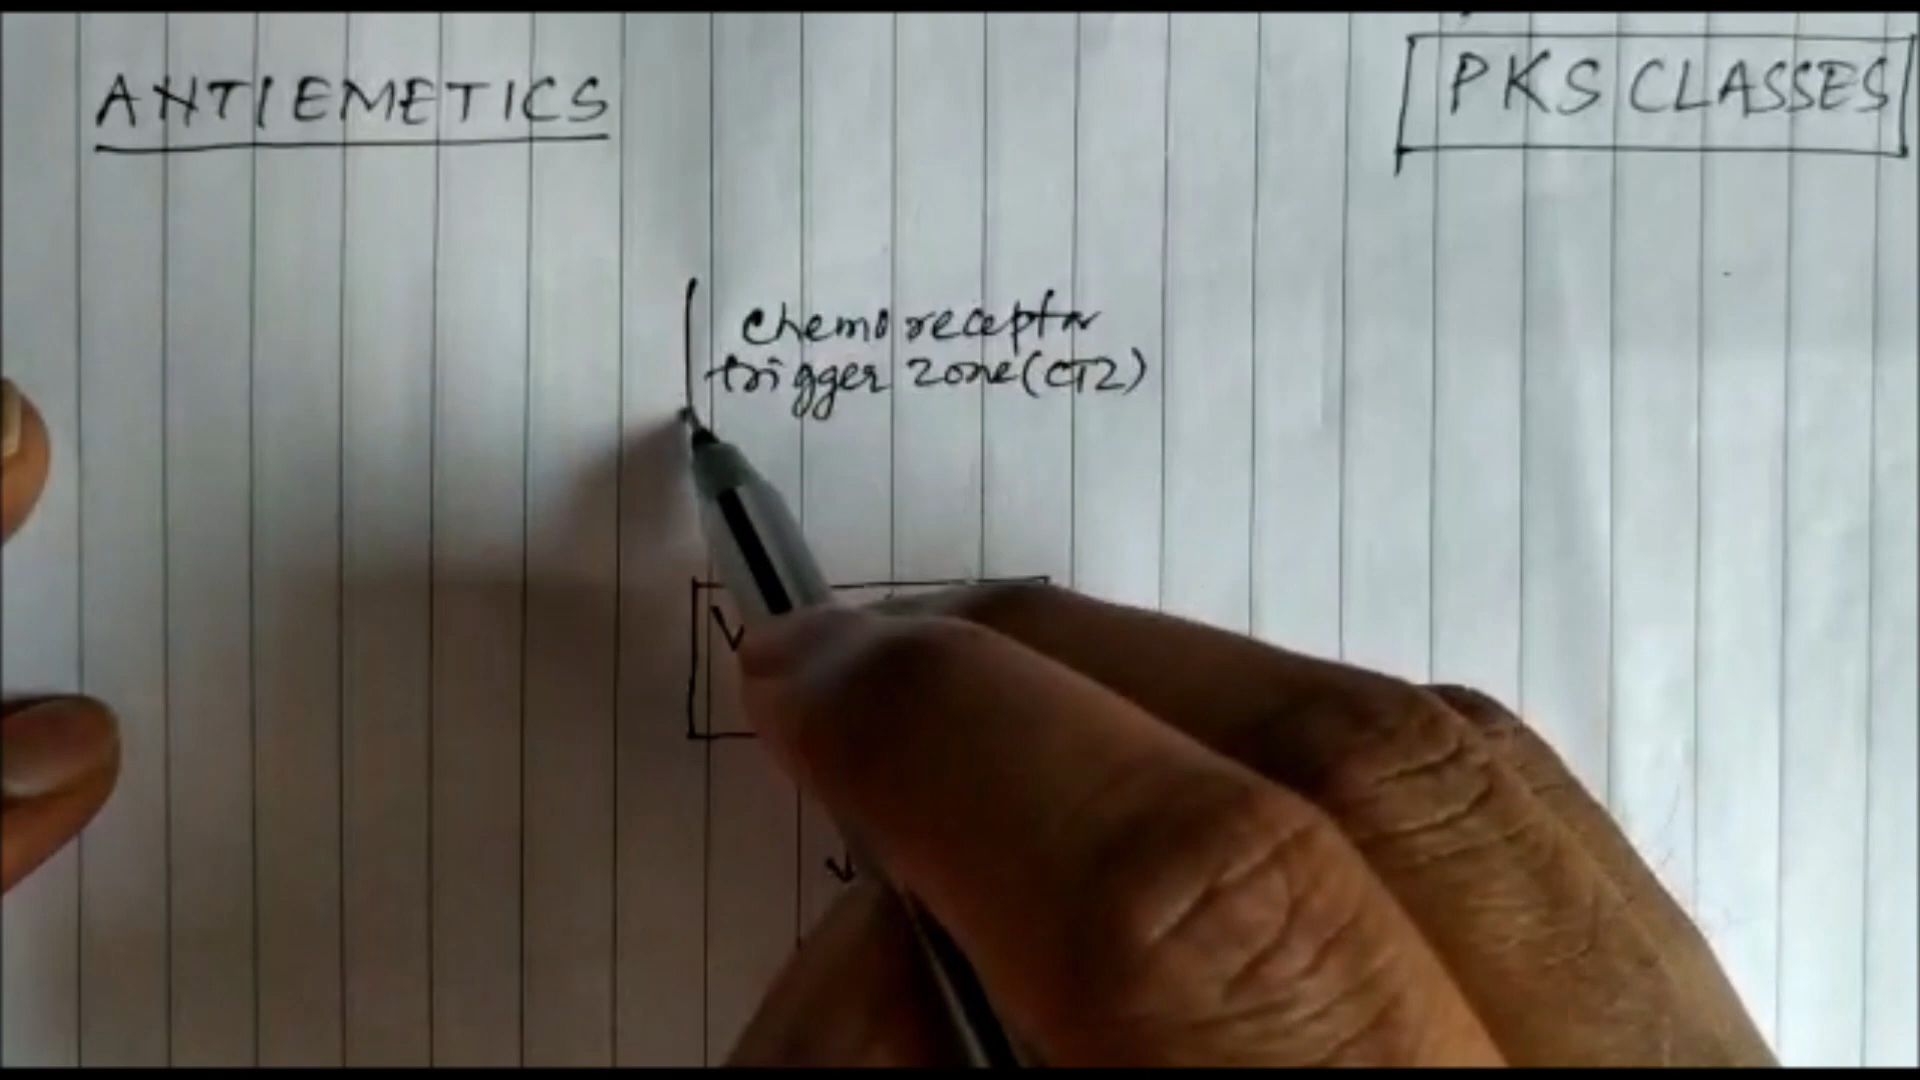 ANTIEMETICS
PKS CLASSES
Chemoreceptor
trigger zone (CTZ)
V
V